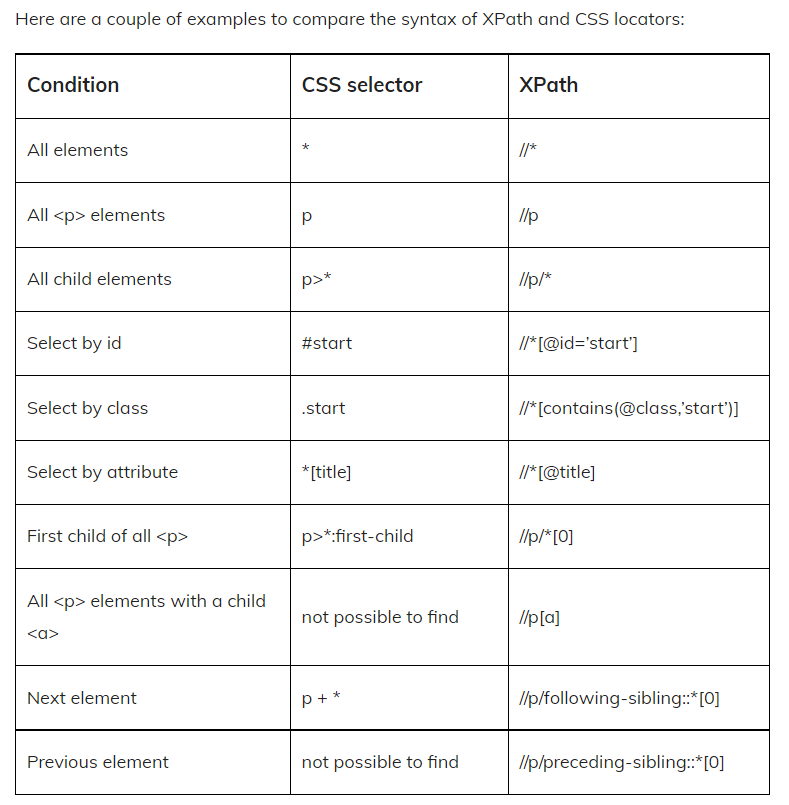 Here are a couple of examples to compare the syntax of XPath and CSS locators:
Condition CSS selector XPath
All elements * //*
All <p> elements p //p
All child elements p>* //p/*
Select by id #start //*[@id=’start’]
Select by class .start //*[contains(@class,’start’)]
Select by attribute *[title] //*[@title]
First child of all <p> p>*:first-child //p/*[0]
All <p> elements with a child
<a> not possible to find //p[a]
Next element p + * //p/following-sibling::*[0]
Previous element not possible to find //p/preceding-sibling::*[0]